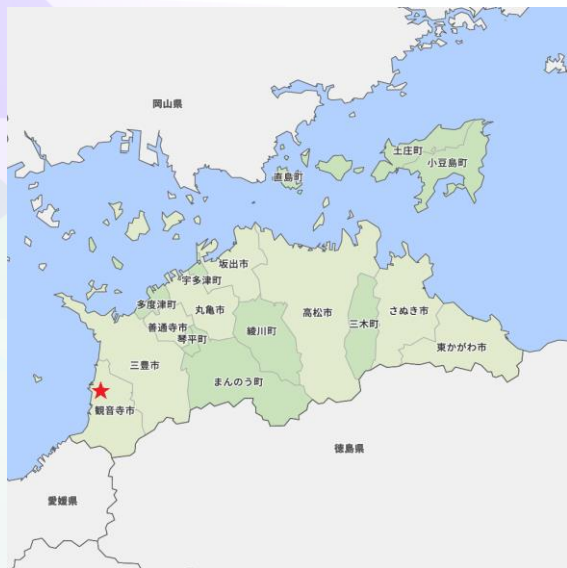 岡山県
土庄町
小豆島町
直島町
坂出市
宇多津町
多度津町
丸亀市
高松市
さぬき市
善通寺市
綾川町
三木町
琴平町
東かがわ市
三豊市
まんのう町
観音寺市
徳島県
愛媛県